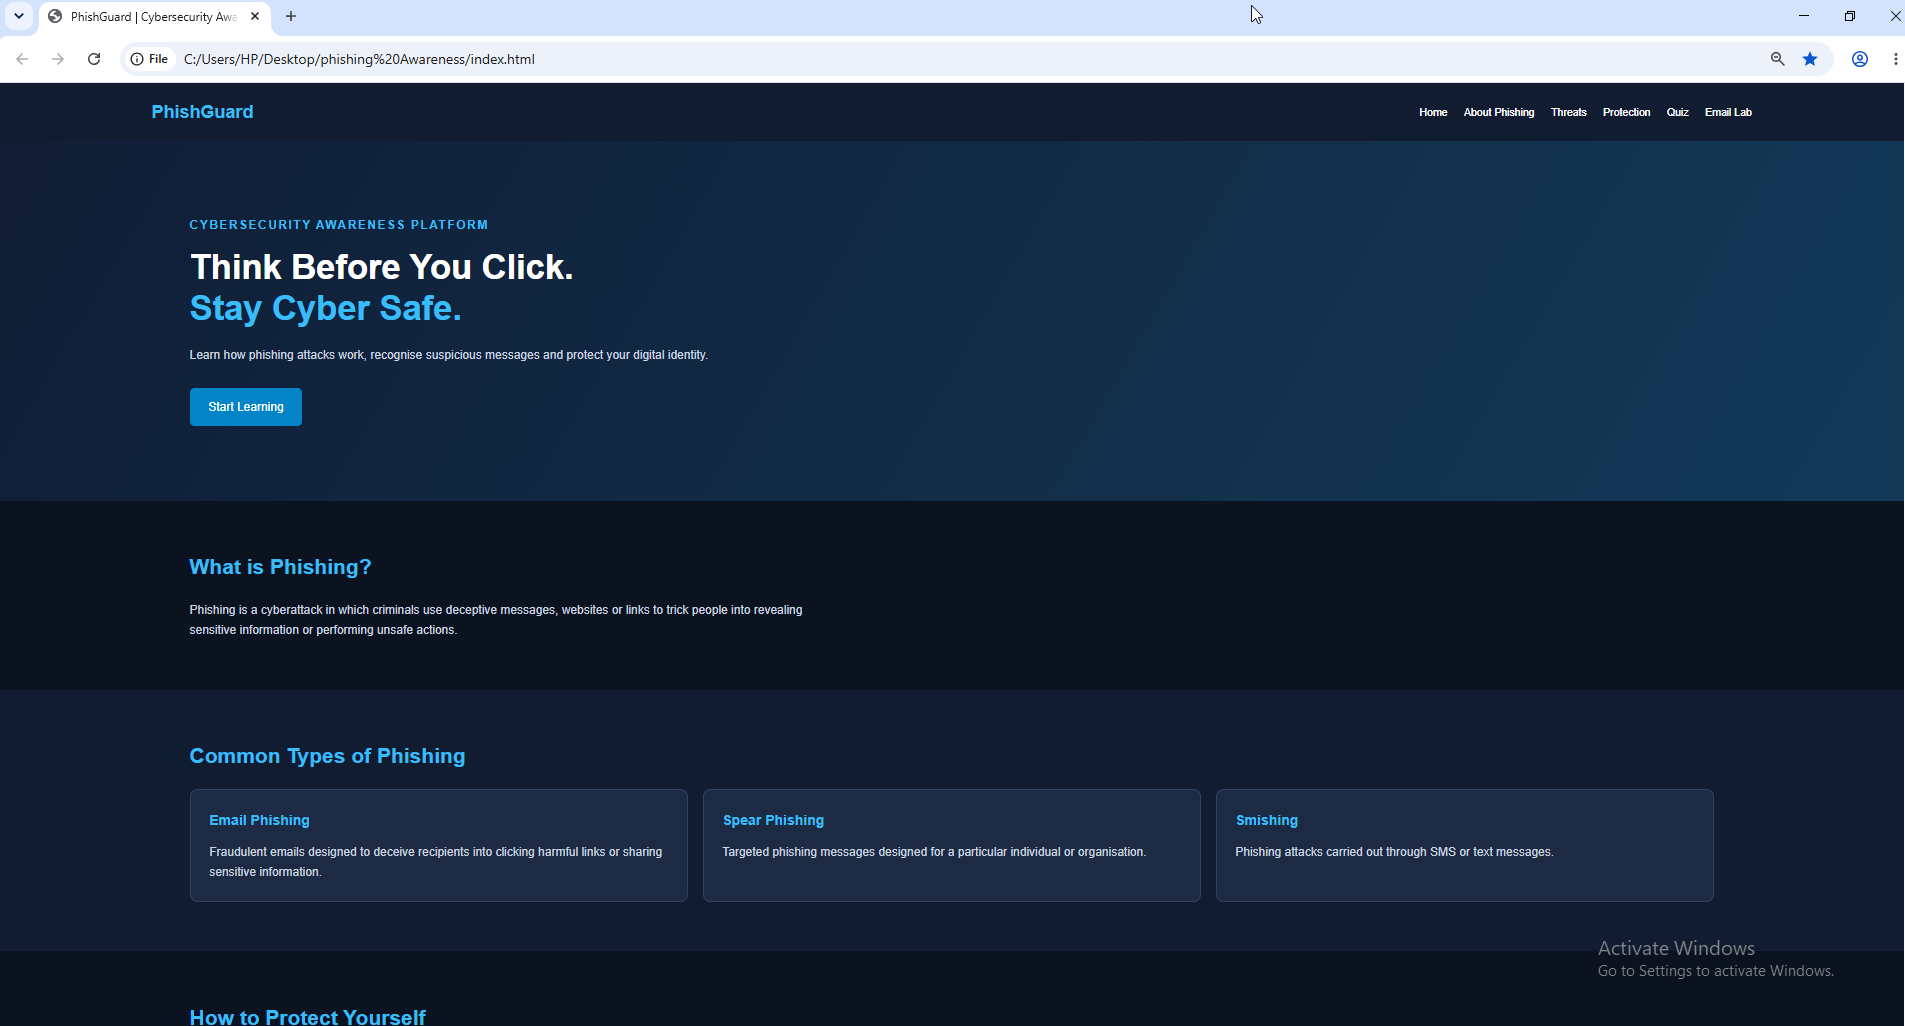 PhishGuard | Cybersecurity Awa
File C:/Users/HP/Desktop/phishing%20Awareness/index.html
PhishGuard
Home About Phishing Threats Protection Quiz Email Lab
CYBERSECURITY AWARENESS PLATFORM
Think Before You Click.
Stay Cyber Safe.
Learn how phishing attacks work, recognise suspicious messages and protect your digital identity.
Start Learning
What is Phishing?
Phishing is a cyberattack in which criminals use deceptive messages, websites or links to trick people into revealing
sensitive information or performing unsafe actions.
Common Types of Phishing
Email Phishing
Fraudulent emails designed to deceive recipients into clicking harmful links or sharing
sensitive information.
Spear Phishing
Targeted phishing messages designed for a particular individual or organisation.
Smishing
Phishing attacks carried out through SMS or text messages.
Activate Windows
Go to Settings to activate Windows.
How to Protect Yourself